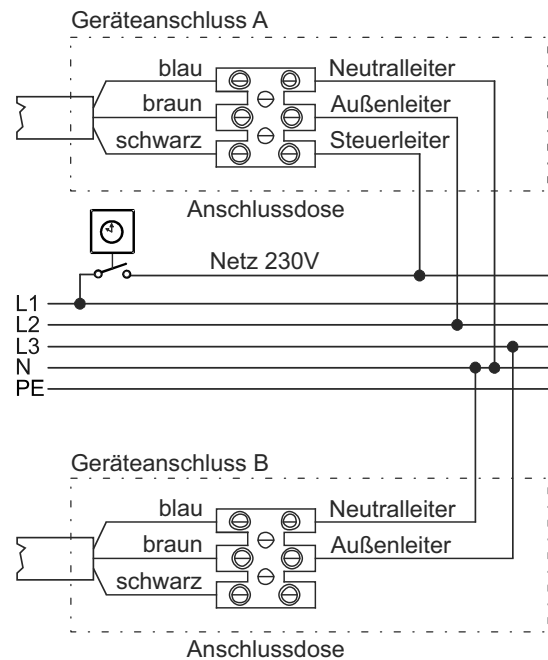 Geräteanschluss A
blau Neutralleiter
braun Außenleiter
schwarz Steuerleiter
Anschlussdose
Netz 230V
L1
L2
L3
N
PE
Geräteanschluss B
blau Neutralleiter
braun Außenleiter
schwarz
Anschlussdose